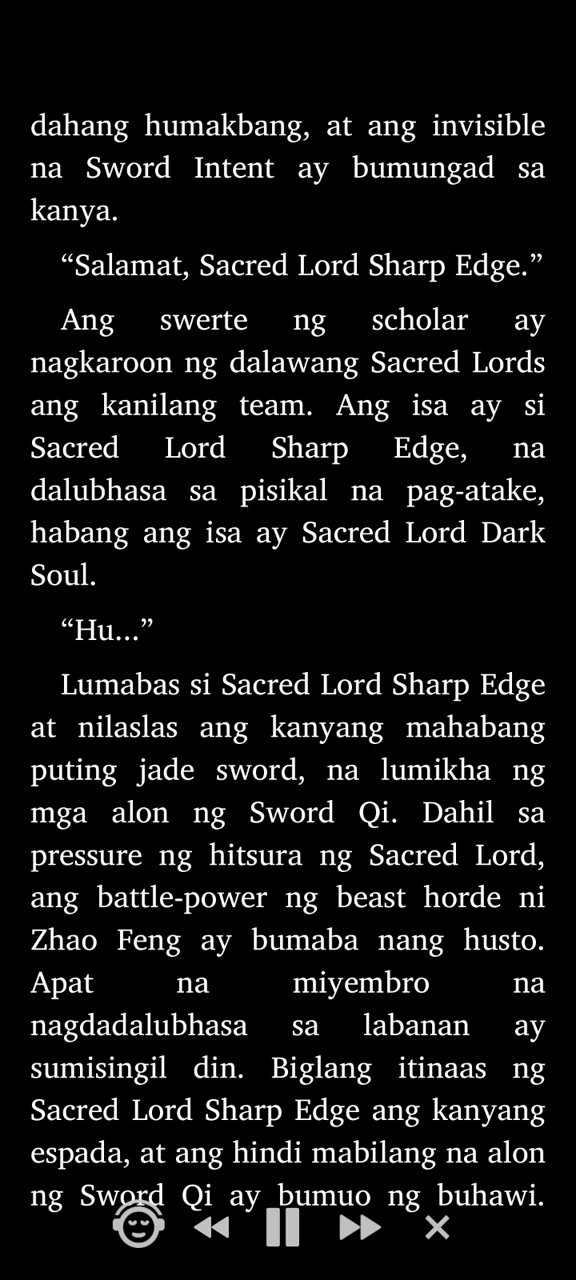 dahang humakbang, at ang invisible
na Sword Intent ay bumungad sa
kanya.
“Salamat, Sacred Lord Sharp Edge.”
Ang swerte ng scholar ay
nagkaroon ng dalawang Sacred Lords
ang kanilang team. Ang isa ay si
Sacred Lord Sharp Edge, na
dalubhasa sa pisikal na pag-atake,
habang ang isa ay Sacred Lord Dark
Soul.
“Hu...”
Lumabas si Sacred Lord Sharp Edge
at nilaslas ang kanyang mahabang
puting jade sword, na lumikha ng
mga alon ng Sword Qi. Dahil sa
pressure ng hitsura ng Sacred Lord,
ang battle-power ng beast horde ni
Zhao Feng ay bumaba nang husto.
Apat na miyembro na
nagdadalubhasa sa labanan ay
sumisingil din. Biglang itinaas ng
Sacred Lord Sharp Edge ang kanyang
espada, at ang hindi mabilang na alon
ng Sword Qi ay bumuo ng buhawi.